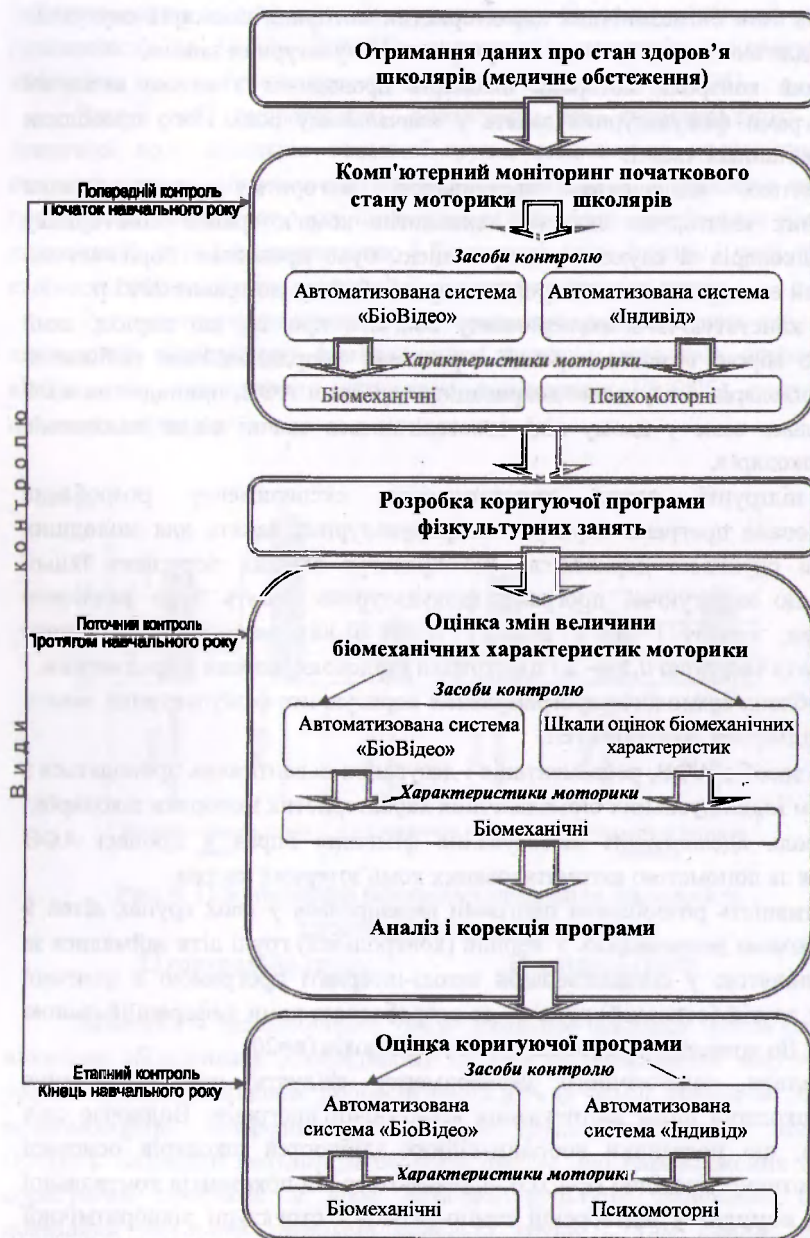 Отримання даних про стан здоров’я
школярів (медичне обстеження)
Попередній контроль
Початок навчального року
Комп'ютерний моніторинг початкового
стану моторики школярів
Засоби контролю
Автоматизована система
«БіоВідео»
Автоматизована система
«Індивід»
Характеристики моторики
Біомеханічні
Психомоторні
Види контролю
Розробка коригуючої програми
фізкультурних занять
Поточний контроль
Протягом навчального року
Оцінка змін величини
біомеханічних характеристик моторики
Засоби контролю
Автоматизована система
«БіоВідео»
Шкали оцінок біомеханічних
характеристик
Характеристики моторики
Біомеханічні
Аналіз і корекція програми
Етапний контроль
Кінець навчального року
Оцінка коригуючої програми
Засоби контролю
Автоматизована
система «БіоВідео»
Автоматизована
система «Індивід»
Характеристики моторики
Біомеханічні
Психомоторні